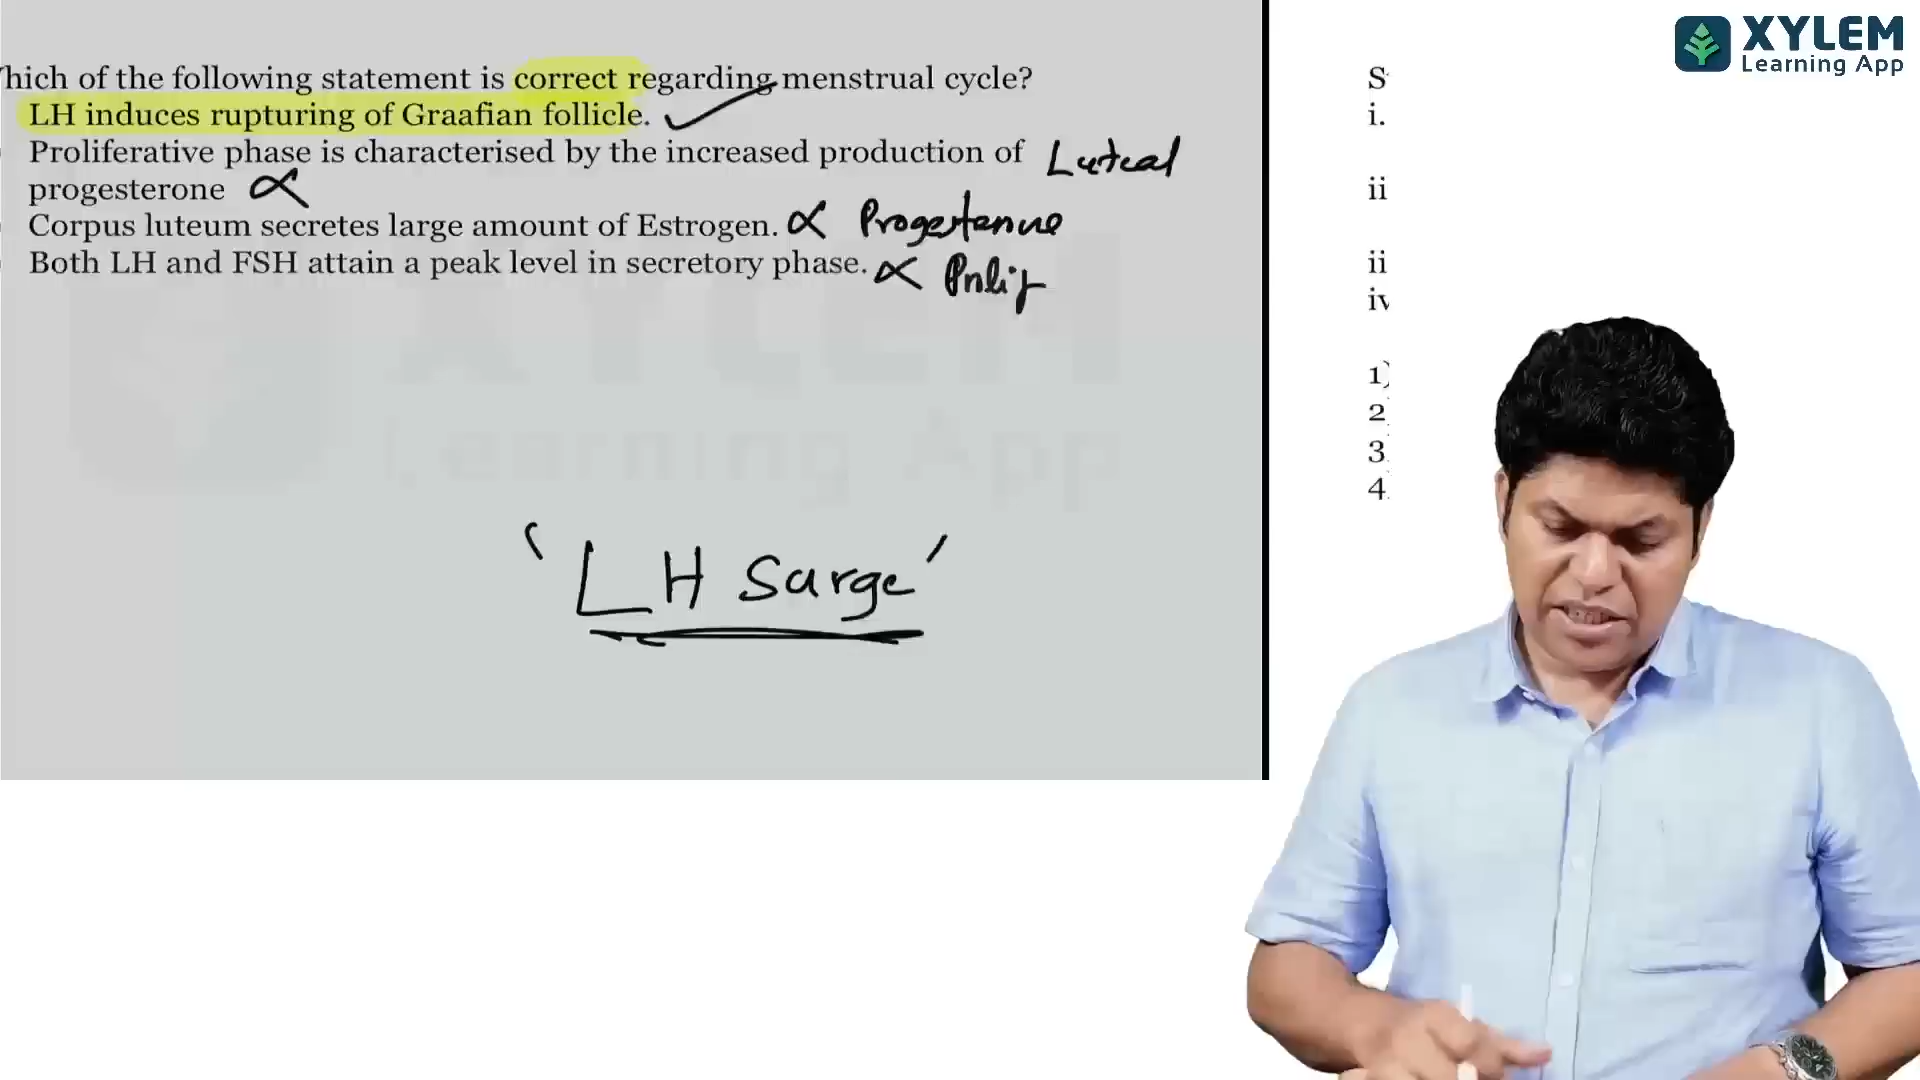 XYLEM
Learning App
hich of the following statement is correct regarding menstrual cycle?
LH induces rupturing of Graafian follicle.
Proliferative phase is characterised by the increased production of Luteal
progesterone
Corpus luteum secretes large amount of Estrogen. Progesterone
Both LH and FSH attain a peak level in secretory phase. Prolif
'LH Surge'
S
i.
ii
ii
iv
1)
2
3
4
XYLEM
Learning App